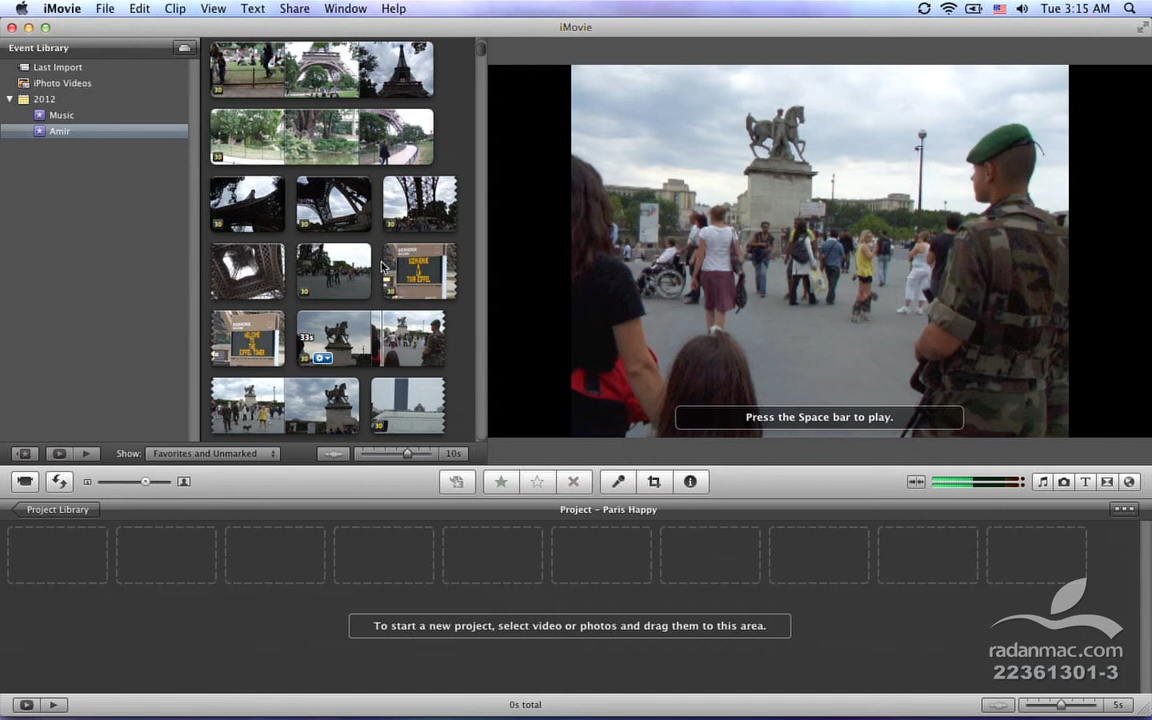 iMovie File Edit Clip View Text Share Window Help
Tue 3:15 AM
iMovie
Event Library
Last Import
iPhoto Videos
2012
Music
Amir
33s
Press the Space bar to play.
Show: Favorites and Unmarked
10s
Project Library
Project – Paris Happy
To start a new project, select video or photos and drag them to this area.
radanmac.com
22361301-3
0s total
5s